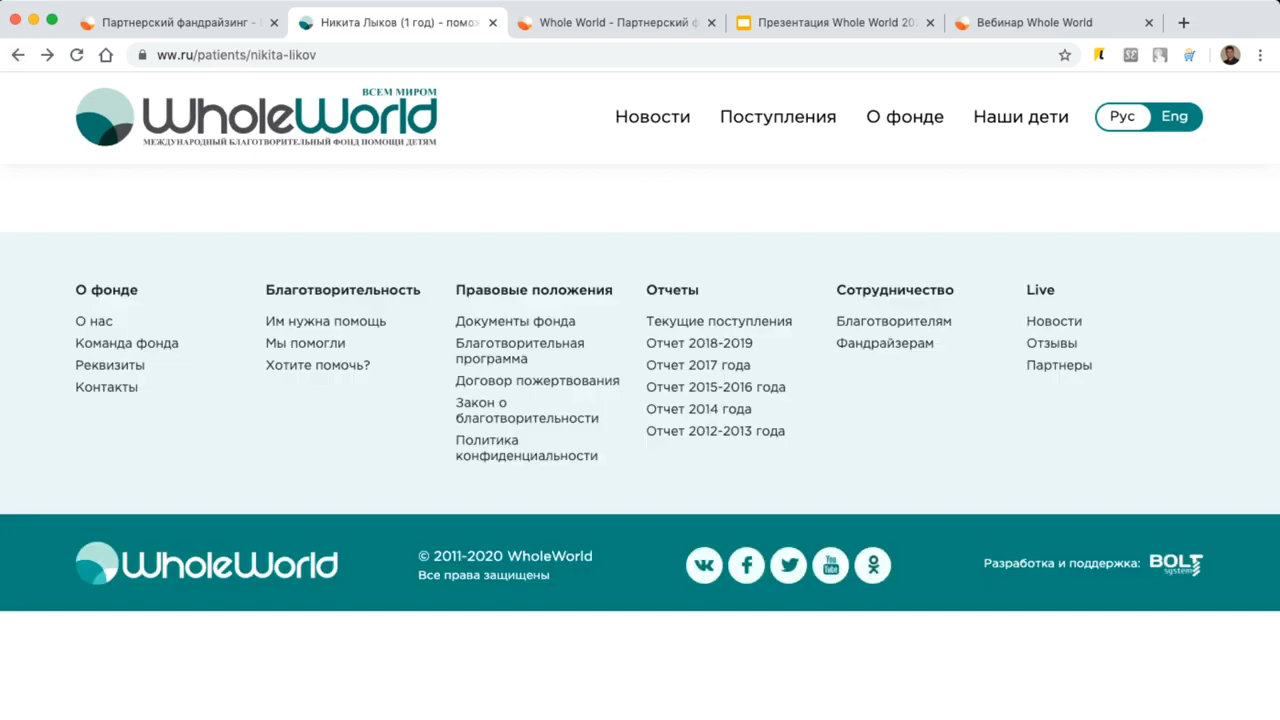 Партнерский фандрайзинг -
Никита Лыков (1 год) - помо
Whole World - Партнерский ф
Презентация Whole World 202
Вебинар Whole World
ww.ru/patients/nikita-likov
ВСЕМ МИРОМ
WholeWorld
МЕЖДУНАРОДНЫЙ БЛАГОТВОРИТЕЛЬНЫЙ ФОНД ПОМОЩИ ДЕТЯМ
Новости
Поступления
О фонде
Наши дети
Рус
Eng
О фонде
О нас
Команда фонда
Реквизиты
Контакты
Благотворительность
Им нужна помощь
Мы помогли
Хотите помочь?
Правовые положения
Документы фонда
Благотворительная
программа
Договор пожертвования
Закон о
благотворительности
Политика
конфиденциальности
Отчеты
Текущие поступления
Отчет 2018-2019
Отчет 2017 года
Отчет 2015-2016 года
Отчет 2014 года
Отчет 2012-2013 года
Сотрудничество
Благотворителям
Фандрайзерам
Live
Новости
Отзывы
Партнеры
WholeWorld
© 2011-2020 WholeWorld
Все права защищены
You
Tube
Разработка и поддержка:
BOLT
system